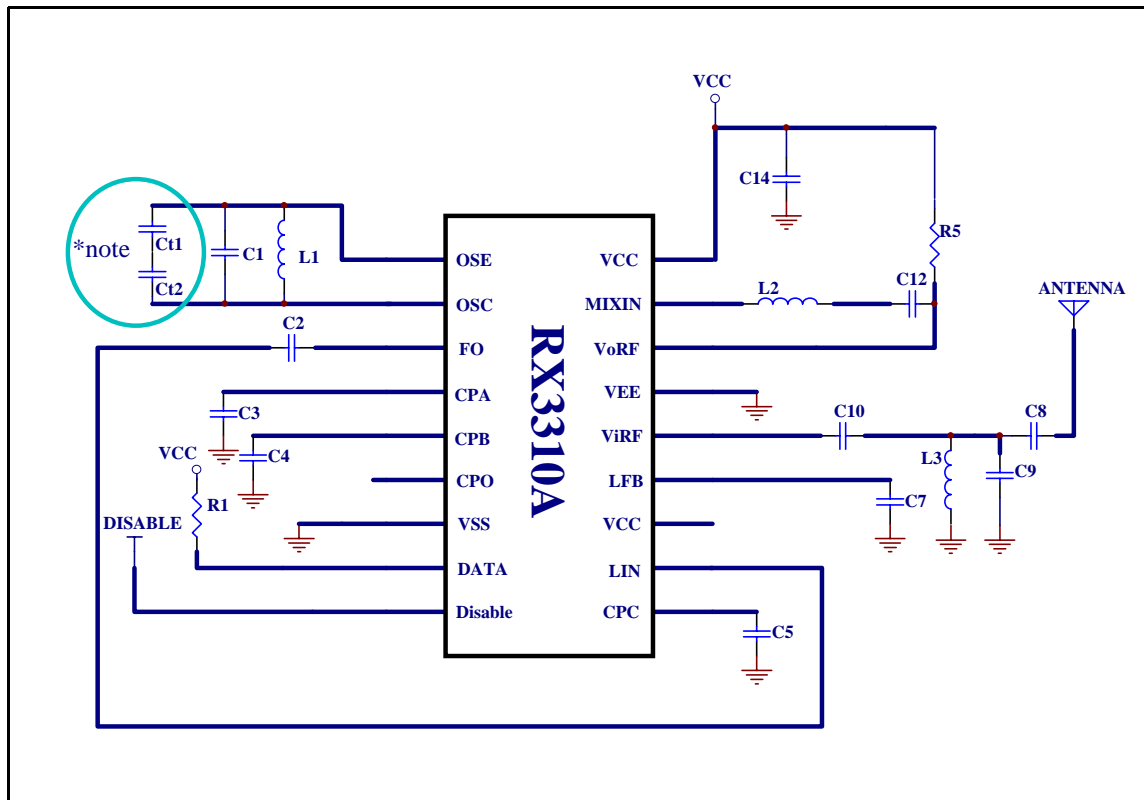 VCC
C14
R5
*note
Ct1
Ct2
C1
L1
OSE
VCC
OSC
MIXIN
L2
C12
ANTENNA
C2
FO
VoRF
RX3310A
CPA
VEE
C3
C10
C8
CPB
ViRF
C4
VCC
L3
C9
CPO
LFB
R1
C7
DISABLE
VSS
VCC
DATA
LIN
Disable
CPC
C5